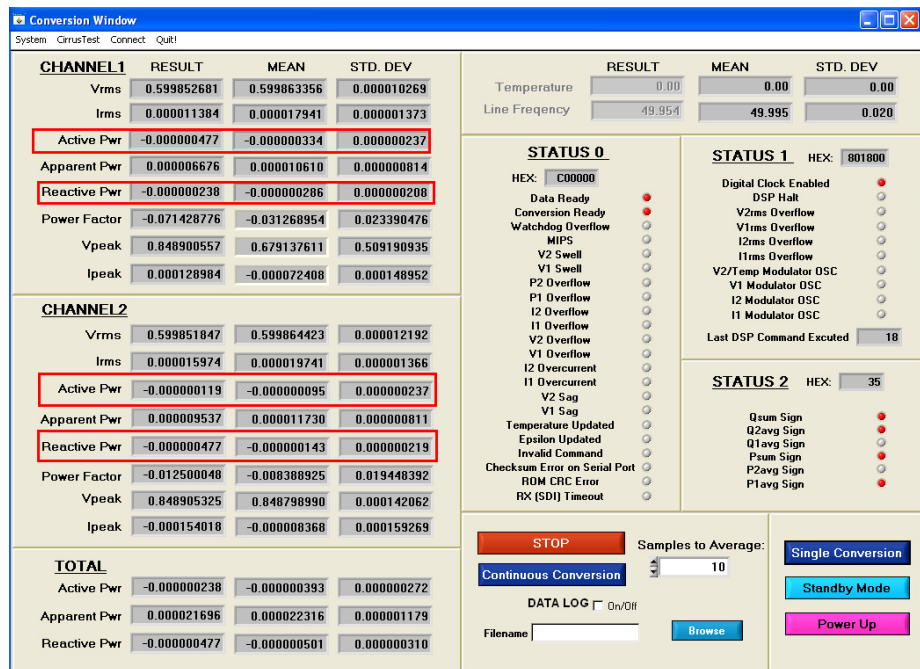 Conversion Window
System CirrusTest Connect Quit!
CHANNEL1 RESULT MEAN STD. DEV
Vrms 0.599852681 0.599863356 0.000010269
Irms 0.000011384 0.000017941 0.000001373
Active Pwr -0.000000477 -0.000000334 0.000000237
Apparent Pwr 0.000006676 0.000010610 0.000000814
Reactive Pwr -0.000000238 -0.000000286 0.000000208
Power Factor -0.071428776 -0.031268954 0.023390476
Vpeak 0.848900557 0.679137611 0.509190935
Ipeak 0.000128984 -0.000072408 0.000148952
CHANNEL2
Vrms 0.599851847 0.599864423 0.000012192
Irms 0.000015974 0.000019741 0.000001366
Active Pwr -0.000000119 -0.000000095 0.000000237
Apparent Pwr 0.000009537 0.000011730 0.000000811
Reactive Pwr -0.000000477 -0.000000143 0.000000219
Power Factor -0.012500048 -0.008388925 0.019448392
Vpeak 0.848905325 0.848798990 0.000142062
Ipeak -0.000154018 -0.000008368 0.000159269
TOTAL
Active Pwr -0.000000238 -0.000000393 0.000000272
Apparent Pwr 0.000021696 0.000022316 0.000001179
Reactive Pwr -0.000000477 -0.000000501 0.000000310
RESULT MEAN STD. DEV
Temperature 0.00 0.00 0.00
Line Freqency 49.954 49.995 0.020
STATUS 0
HEX: C00000
Data Ready
Conversion Ready
Watchdog Overflow
MIPS
V2 Swell
V1 Swell
P2 Overflow
P1 Overflow
I2 Overflow
I1 Overflow
V2 Overflow
V1 Overflow
I2 Overcurrent
I1 Overcurrent
V2 Sag
V1 Sag
Temperature Updated
Epsilon Updated
Invalid Command
Checksum Error on Serial Port
ROM CRC Error
RX (SDI) Timeout
STATUS 1 HEX: 801800
Digital Clock Enabled
DSP Halt
V2rms Overflow
V1rms Overflow
I2rms Overflow
I1rms Overflow
V2/Temp Modulator OSC
V1 Modulator OSC
I2 Modulator OSC
I1 Modulator OSC
Last DSP Command Excuted 18
STATUS 2 HEX: 35
Qsum Sign
Q2avg Sign
Q1avg Sign
Psum Sign
P2avg Sign
P1avg Sign
STOP
Continuous Conversion
Samples to Average:
10
DATA LOG On/Off
Filename Browse
Single Conversion
Standby Mode
Power Up